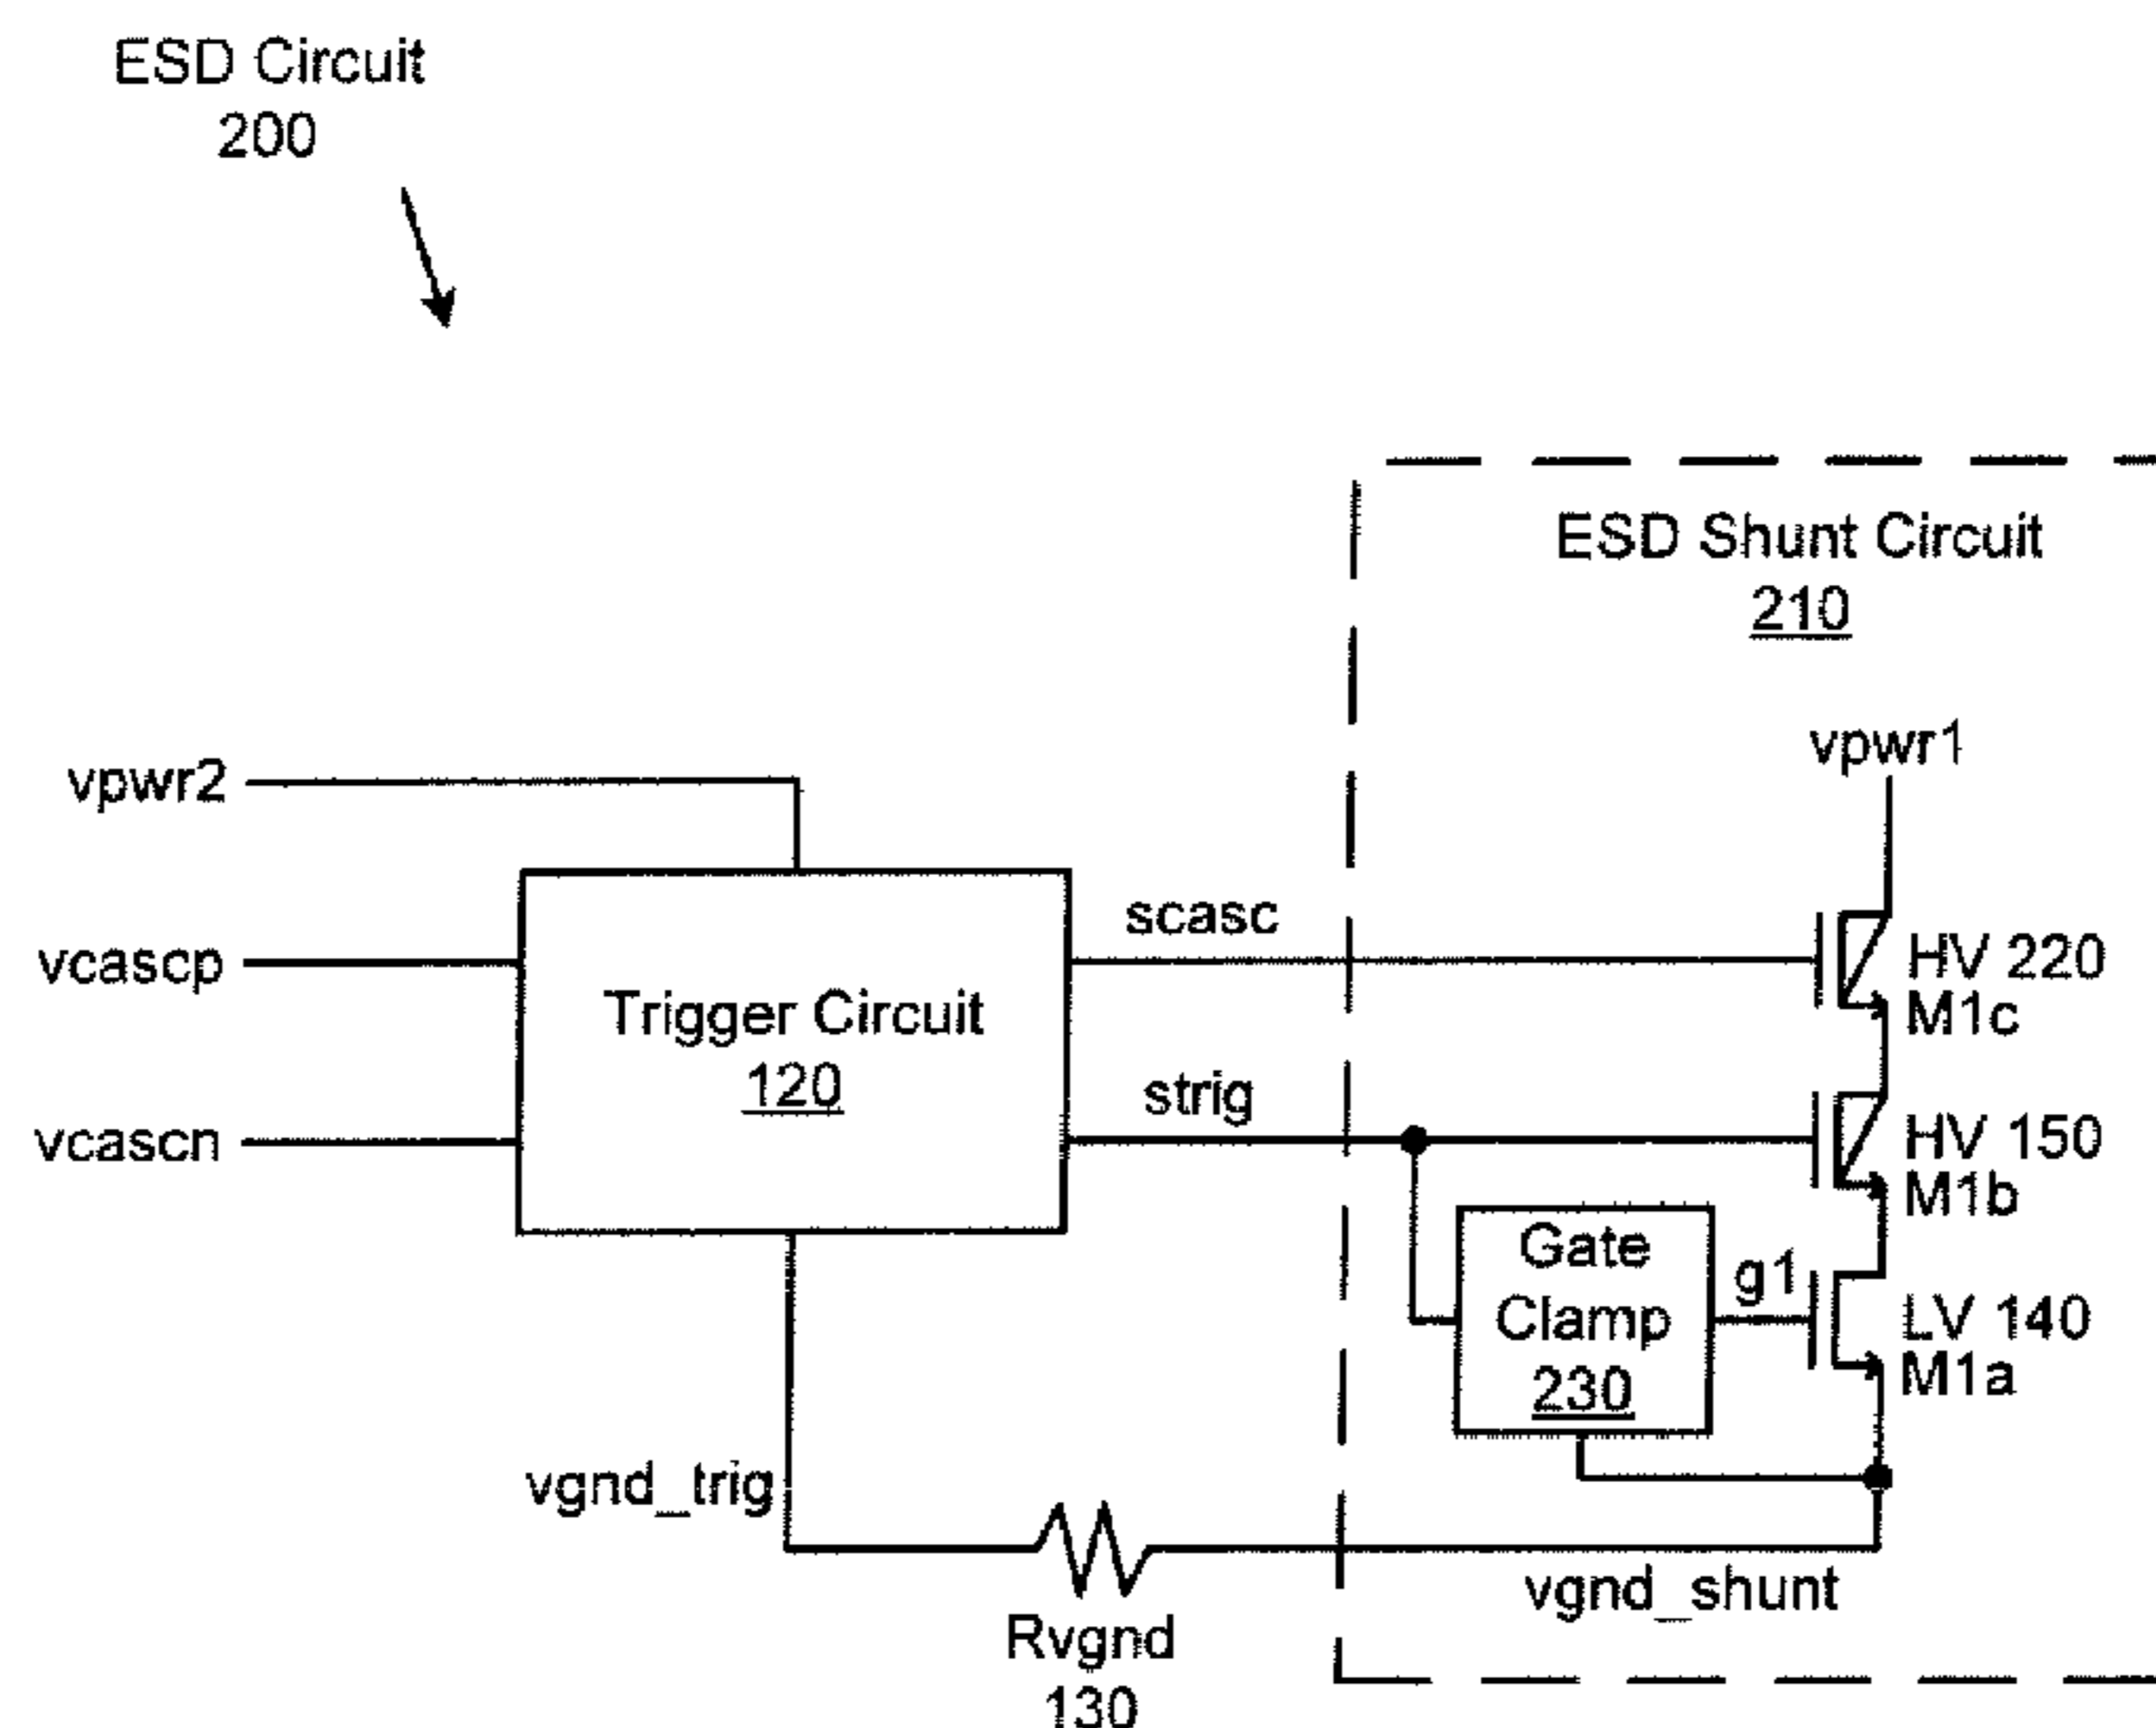 ESD Circuit
200
ESD Shunt Circuit
210
vpwr1
vpwr2
vcascp
vcascn
Trigger Circuit
120
scasc
strig
HV 220
M1c
HV 150
M1b
Gate
Clamp
230
g1
LV 140
M1a
vgnd_trig
Rvgnd
130
vgnd_shunt